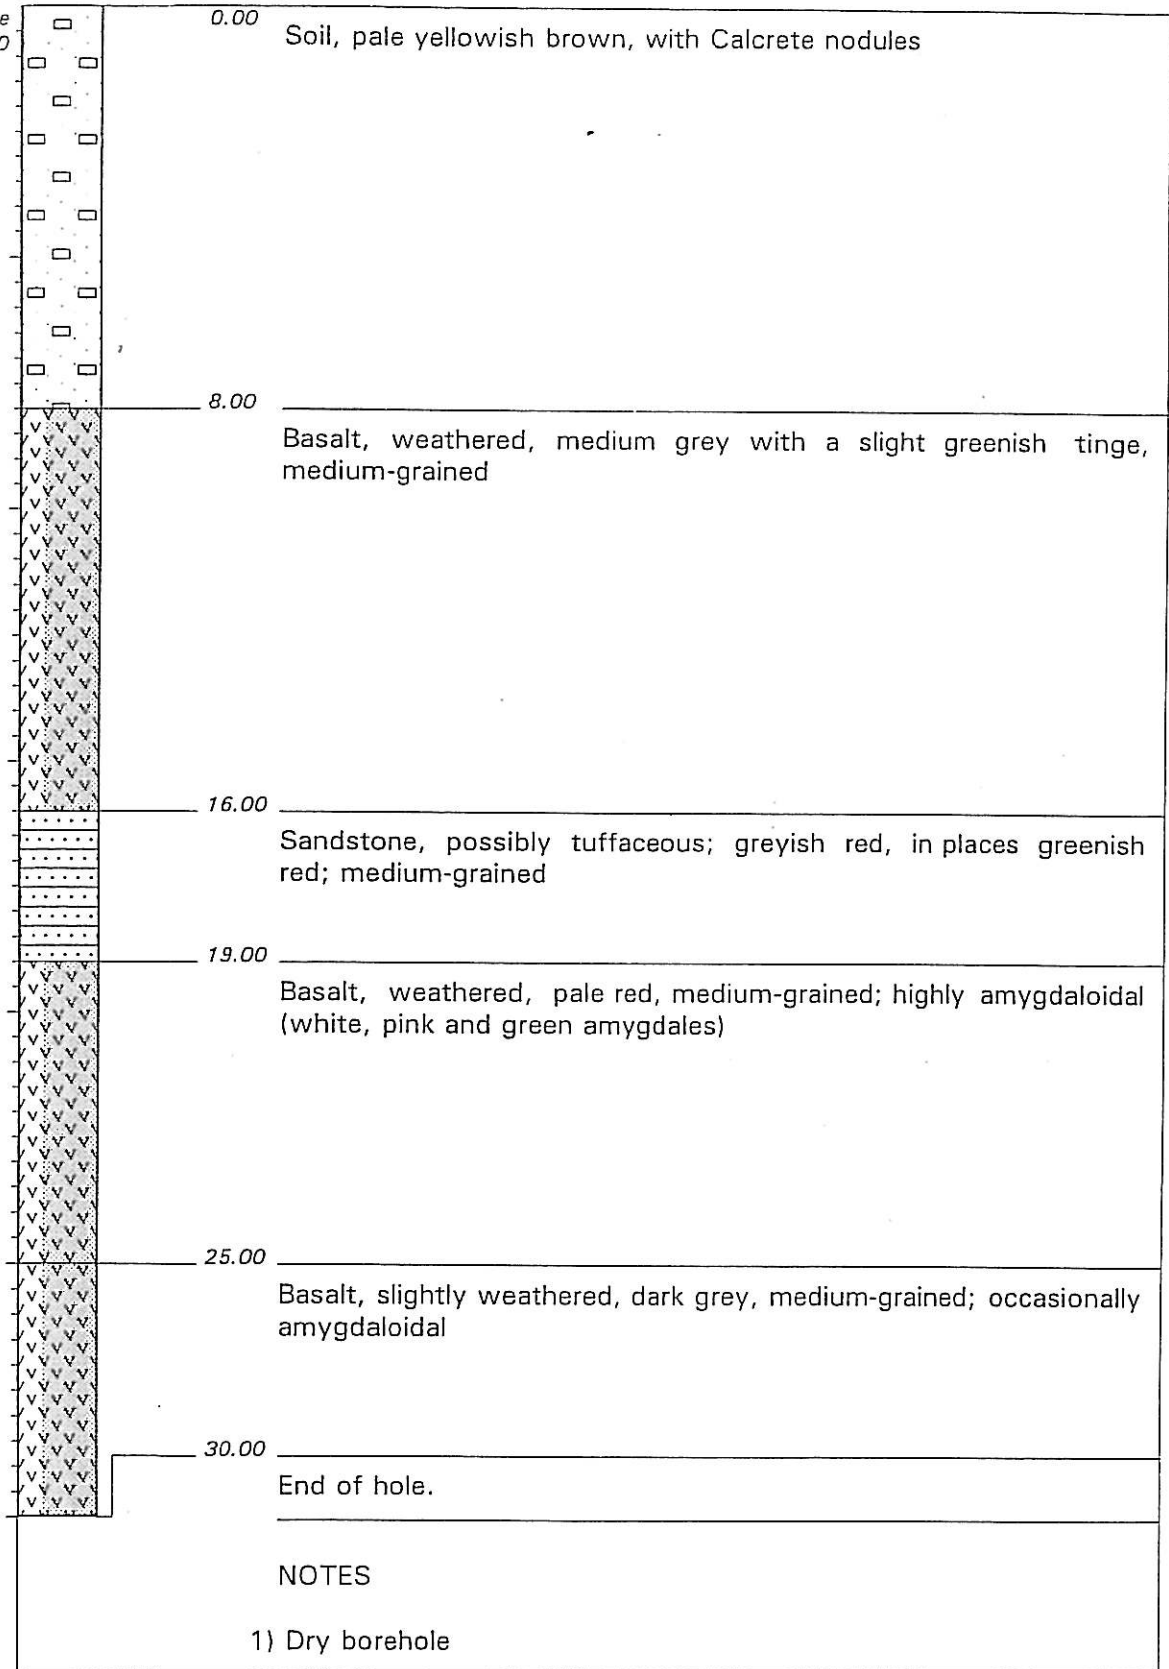 e
0
0.00
Soil, pale yellowish brown, with Calcrete nodules
8.00
Basalt, weathered, medium grey with a slight greenish tinge,
medium-grained
16.00
Sandstone, possibly tuffaceous; greyish red, in places greenish
red; medium-grained
19.00
Basalt, weathered, pale red, medium-grained; highly amygdaloidal
(white, pink and green amygdales)
25.00
Basalt, slightly weathered, dark grey, medium-grained; occasionally
amygdaloidal
30.00
End of hole.
NOTES
1) Dry borehole